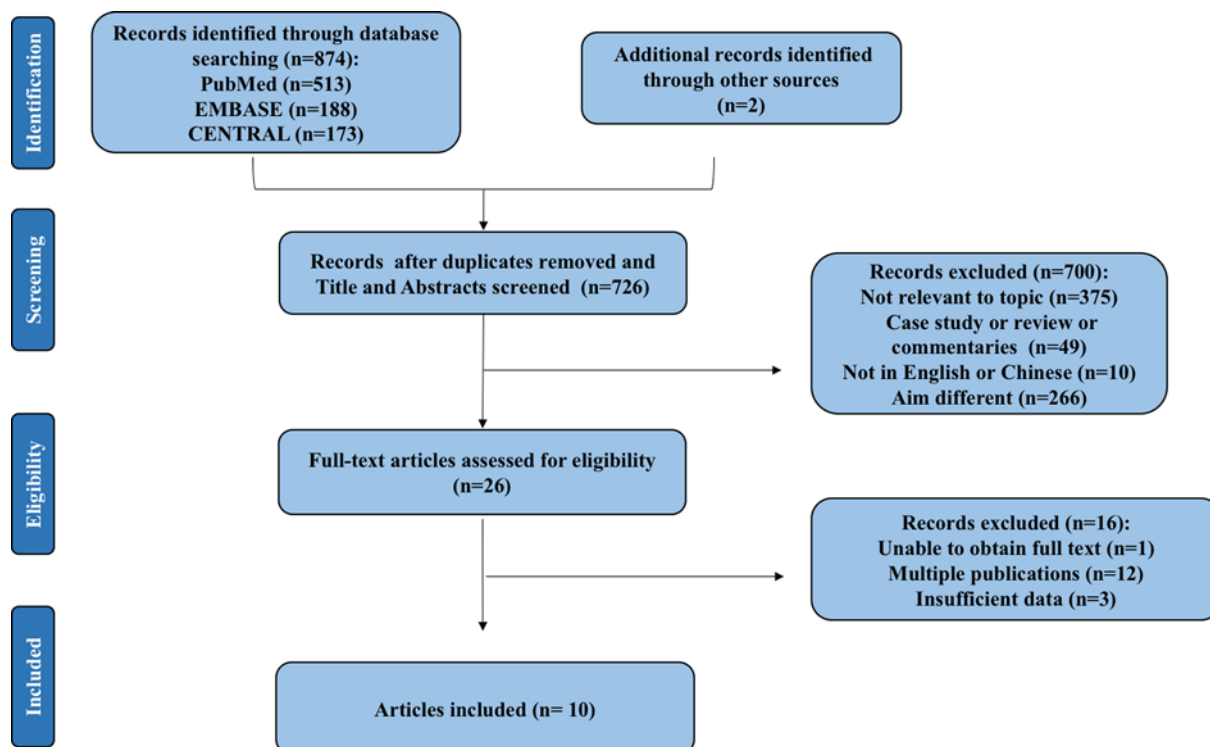 Identification
Records identified through database
searching (n=874):
PubMed (n=513)
EMBASE (n=188)
CENTRAL (n=173)
Additional records identified
through other sources
(n=2)
Screening
Records after duplicates removed and
Title and Abstracts screened (n=726)
Records excluded (n=700):
Not relevant to topic (n=375)
Case study or review or
commentaries (n=49)
Not in English or Chinese (n=10)
Aim different (n=266)
Eligibility
Full-text articles assessed for eligibility
(n=26)
Records excluded (n=16):
Unable to obtain full text (n=1)
Multiple publications (n=12)
Insufficient data (n=3)
Included
Articles included (n= 10)